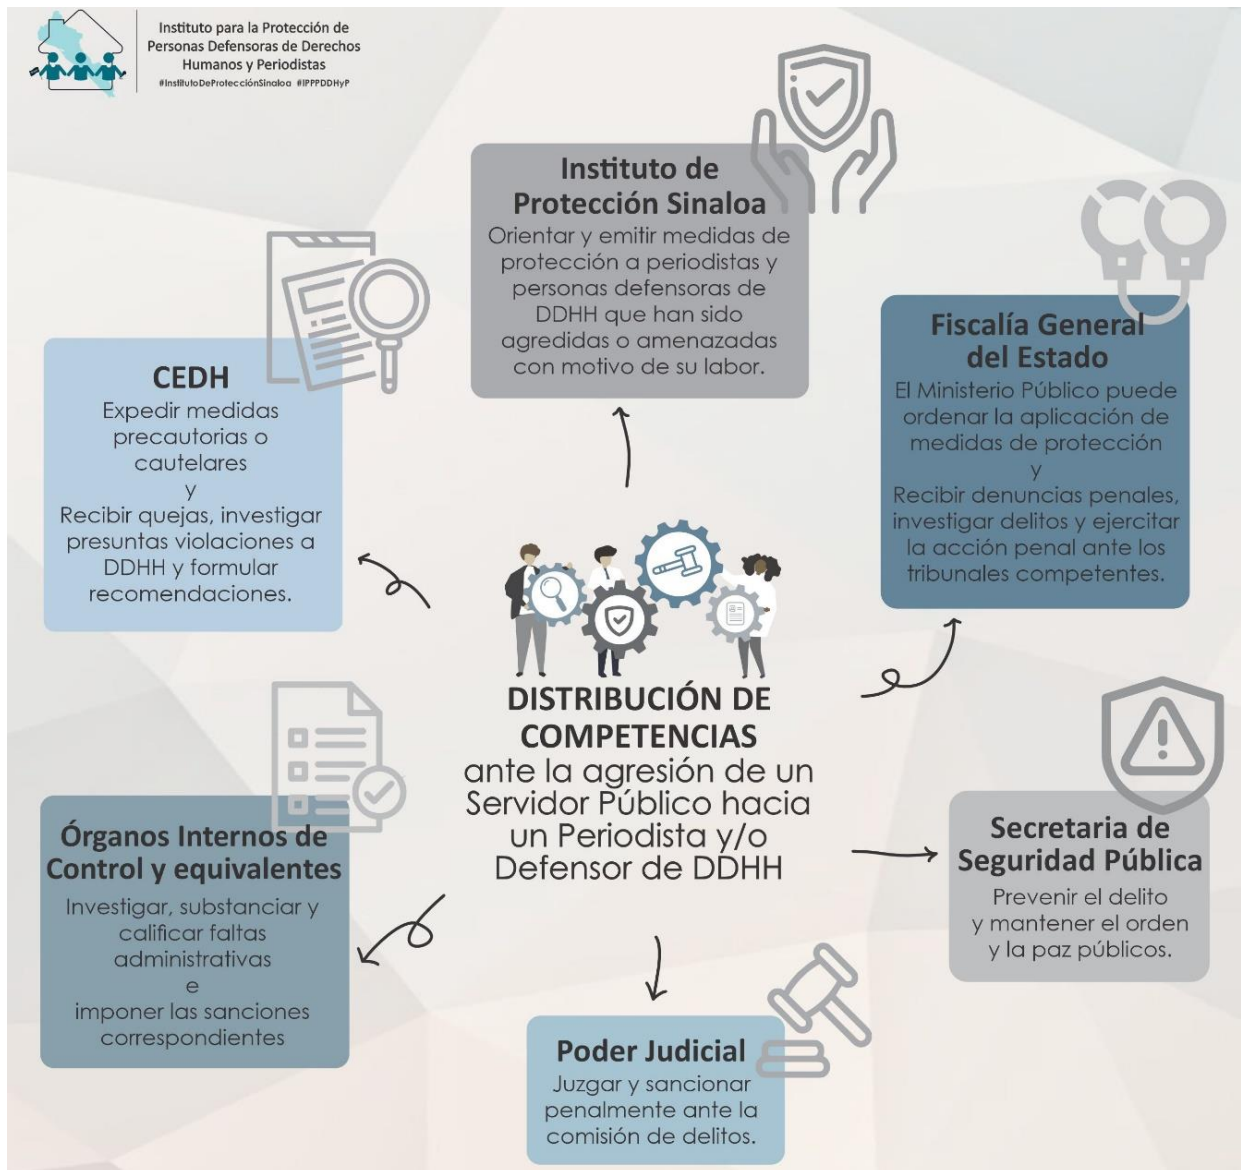 Instituto para la Protección de
Personas Defensoras de Derechos
Humanos y Periodistas
#InstitutoDeProtecciónSinaloa #IPPPDDHyP
Instituto de
Protección Sinaloa
Orientar y emitir medidas de
protección a periodistas y
personas defensoras de
DDHH que han sido
agredidas o amenazadas
con motivo de su labor.
Fiscalía General
del Estado
El Ministerio Público puede
ordenar la aplicación de
medidas de protección
y
Recibir denuncias penales,
investigar delitos y ejercitar
la acción penal ante los
tribunales competentes.
CEDH
Expedir medidas
precautorias o
cautelares
y
Recibir quejas, investigar
presuntas violaciones a
DDHH y formular
recomendaciones.
DISTRIBUCIÓN DE
COMPETENCIAS
ante la agresión de un
Servidor Público hacia
un Periodista y/o
Defensor de DDHH
Órganos Internos de
Control y equivalentes
Investigar, substanciar y
calificar faltas
administrativas
e
imponer las sanciones
correspondientes
Secretaria de
Seguridad Pública
Prevenir el delito
y mantener el orden
y la paz públicos.
Poder Judicial
Juzgar y sancionar
penalmente ante la
comisión de delitos.